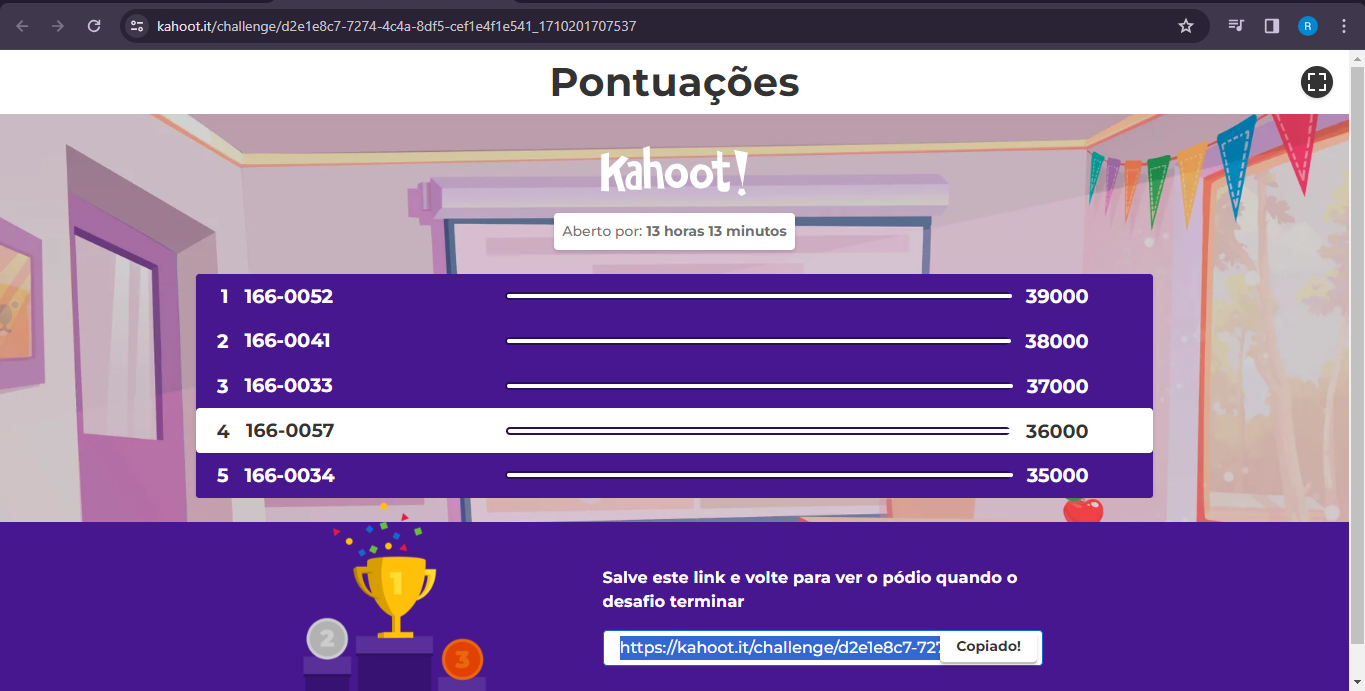 kahoot.it/challenge/d2e1e8c7-7274-4c4a-8df5-cef1e4f1e541_1710201707537
R
Pontuações
Kahoot!
Aberto por: 13 horas 13 minutos
1 166-0052 39000
2 166-0041 38000
3 166-0033 37000
4 166-0057 36000
5 166-0034 35000
1
2
3
Salve este link e volte para ver o pódio quando o
desafio terminar
https://kahoot.it/challenge/d2e1e8c7-727 Copiado!